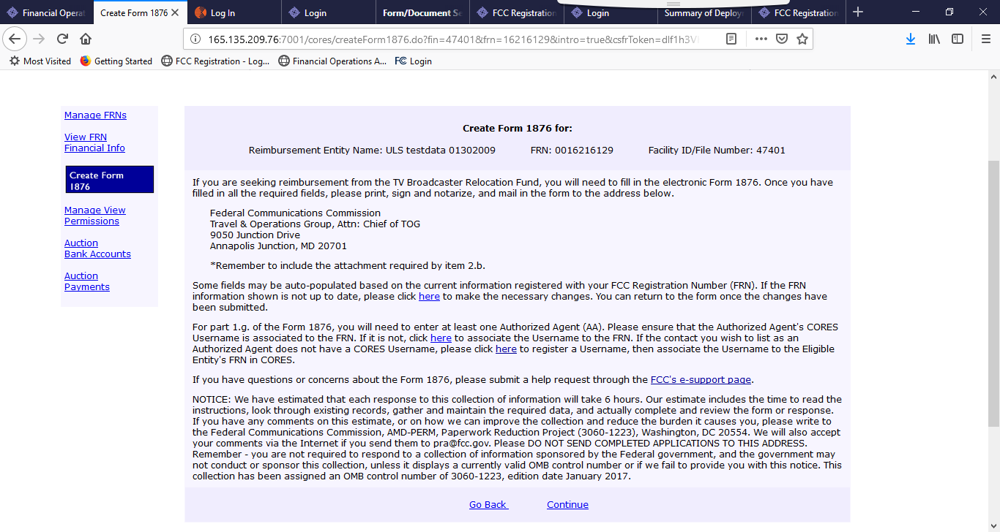 Financial Operat
Create Form 1876
Log In
Login
Form/Document Se
FCC Registration
Login
Summary of Deploy
FCC Registration
165.135.209.76:7001/cores/createForm1876.do?fin=47401&frn=16216129&intro=true&csfrToken=dlf1h3V
Most Visited
Getting Started
FCC Registration - Log...
Financial Operations A...
FC Login
Manage FRNs
View FRN
Financial Info
Create Form
1876
Manage View
Permissions
Auction
Bank Accounts
Auction
Payments
Create Form 1876 for:
Reimbursement Entity Name: ULS testdata 01302009 FRN: 0016216129 Facility ID/File Number: 47401
If you are seeking reimbursement from the TV Broadcaster Relocation Fund, you will need to fill in the electronic Form 1876. Once you have
filled in all the required fields, please print, sign and notarize, and mail in the form to the address below.
Federal Communications Commission
Travel & Operations Group, Attn: Chief of TOG
9050 Junction Drive
Annapolis Junction, MD 20701
*Remember to include the attachment required by item 2.b.
Some fields may be auto-populated based on the current information registered with your FCC Registration Number (FRN). If the FRN
information shown is not up to date, please click here to make the necessary changes. You can return to the form once the changes have
been submitted.
For part 1.g. of the Form 1876, you will need to enter at least one Authorized Agent (AA). Please ensure that the Authorized Agent's CORES
Username is associated to the FRN. If it is not, click here to associate the Username to the FRN. If the contact you wish to list as an
Authorized Agent does not have a CORES Username, please click here to register a Username, then associate the Username to the Eligible
Entity's FRN in CORES.
If you have questions or concerns about the Form 1876, please submit a help request through the FCC's e-support page.
NOTICE: We have estimated that each response to this collection of information will take 6 hours. Our estimate includes the time to read the
instructions, look through existing records, gather and maintain the required data, and actually complete and review the form or response.
If you have any comments on this estimate, or on how we can improve the collection and reduce the burden it causes you, please write to
the Federal Communications Commission, AMD-PERM, Paperwork Reduction Project (3060-1223), Washington, DC 20554. We will also accept
your comments via the Internet if you send them to pra@fcc.gov. Please DO NOT SEND COMPLETED APPLICATIONS TO THIS ADDRESS.
Remember - you are not required to respond to a collection of information sponsored by the Federal government, and the government may
not conduct or sponsor this collection, unless it displays a currently valid OMB control number or if we fail to provide you with this notice. This
collection has been assigned an OMB control number of 3060-1223, edition date January 2017.
Go Back Continue